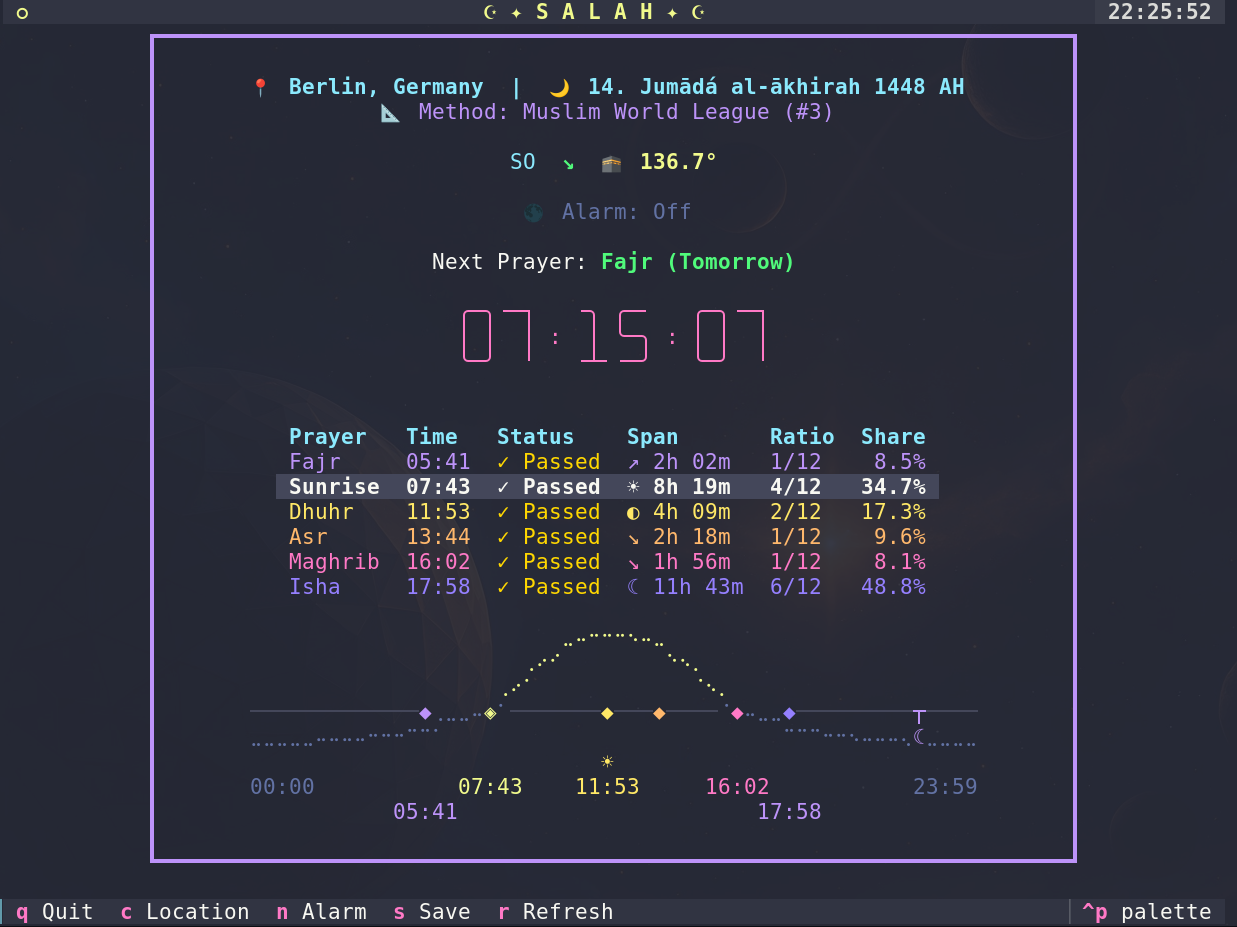 ☪ ✦ S A L A H ✦ ☪ 22:25:52
📍 Berlin, Germany | 🌙 14. Jumādá al-ākhirah 1448 AH
📐 Method: Muslim World League (#3)
SO ↘ 🕋 136.7°
🌑 Alarm: Off
Next Prayer: Fajr (Tomorrow)
07:15:07
Prayer Time Status Span Ratio Share
Fajr 05:41 ✓ Passed ↗ 2h 02m 1/12 8.5%
Sunrise 07:43 ✓ Passed ☀ 8h 19m 4/12 34.7%
Dhuhr 11:53 ✓ Passed ◐ 4h 09m 2/12 17.3%
Asr 13:44 ✓ Passed ↘ 2h 18m 1/12 9.6%
Maghrib 16:02 ✓ Passed ↘ 1h 56m 1/12 8.1%
Isha 17:58 ✓ Passed ☾ 11h 43m 6/12 48.8%
00:00 07:43 11:53 16:02 23:59
05:41 17:58
q Quit c Location n Alarm s Save r Refresh ^p palette